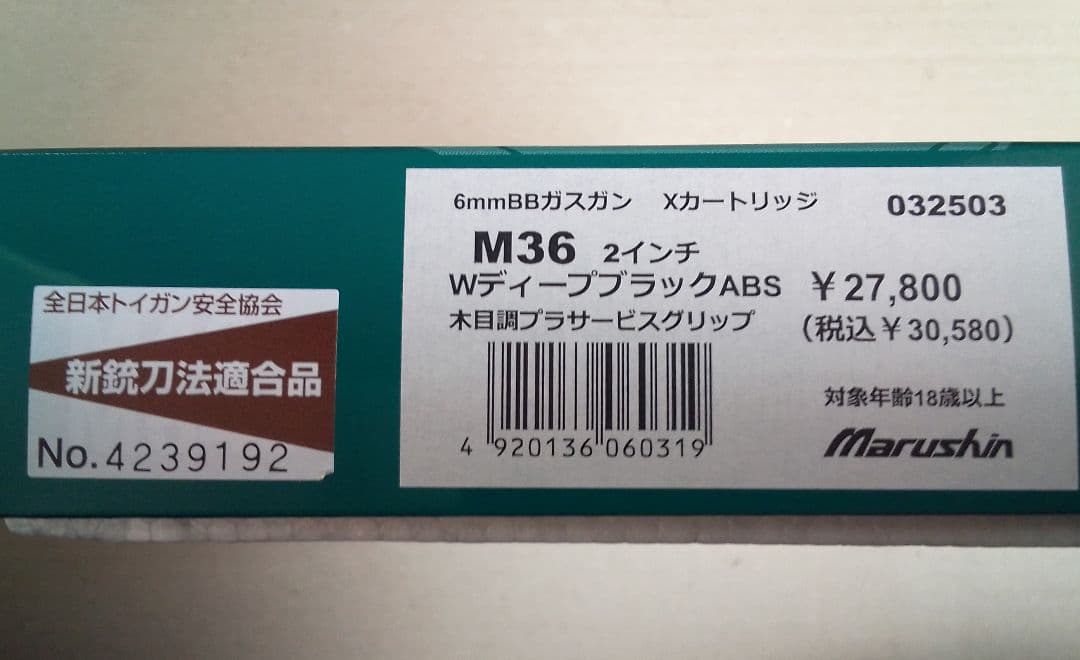 全日本トイガン安全協会
新銃刀法適合品
No.4239192
6mmBBガスガン Xカートリッジ 032503
M36 2インチ
WディープブラックABS ￥27,800
木目調プラサービスグリップ (税込￥30,580)
4 920136 060319
対象年齢18歳以上
Marushin